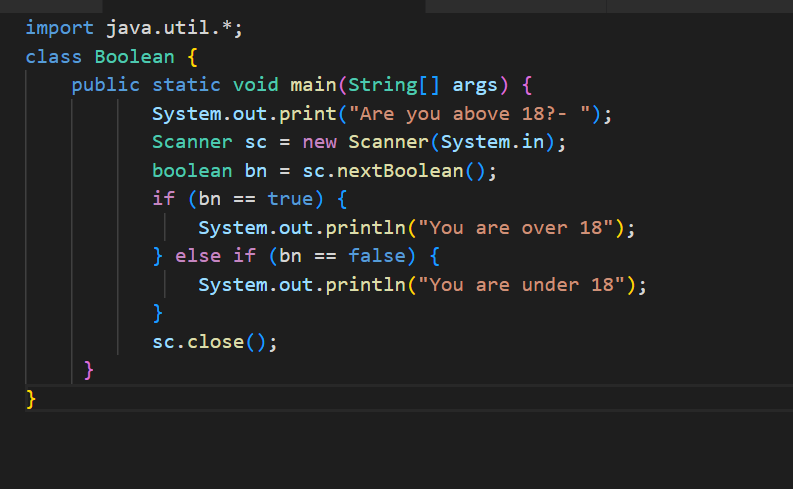 import java.util.*;
class Boolean {
public static void main(String[] args) {
System.out.print("Are you above 18?- ");
Scanner sc = new Scanner(System.in);
boolean bn = sc.nextBoolean();
if (bn == true) {
System.out.println("You are over 18");
} else if (bn == false) {
System.out.println("You are under 18");
}
sc.close();
}
}